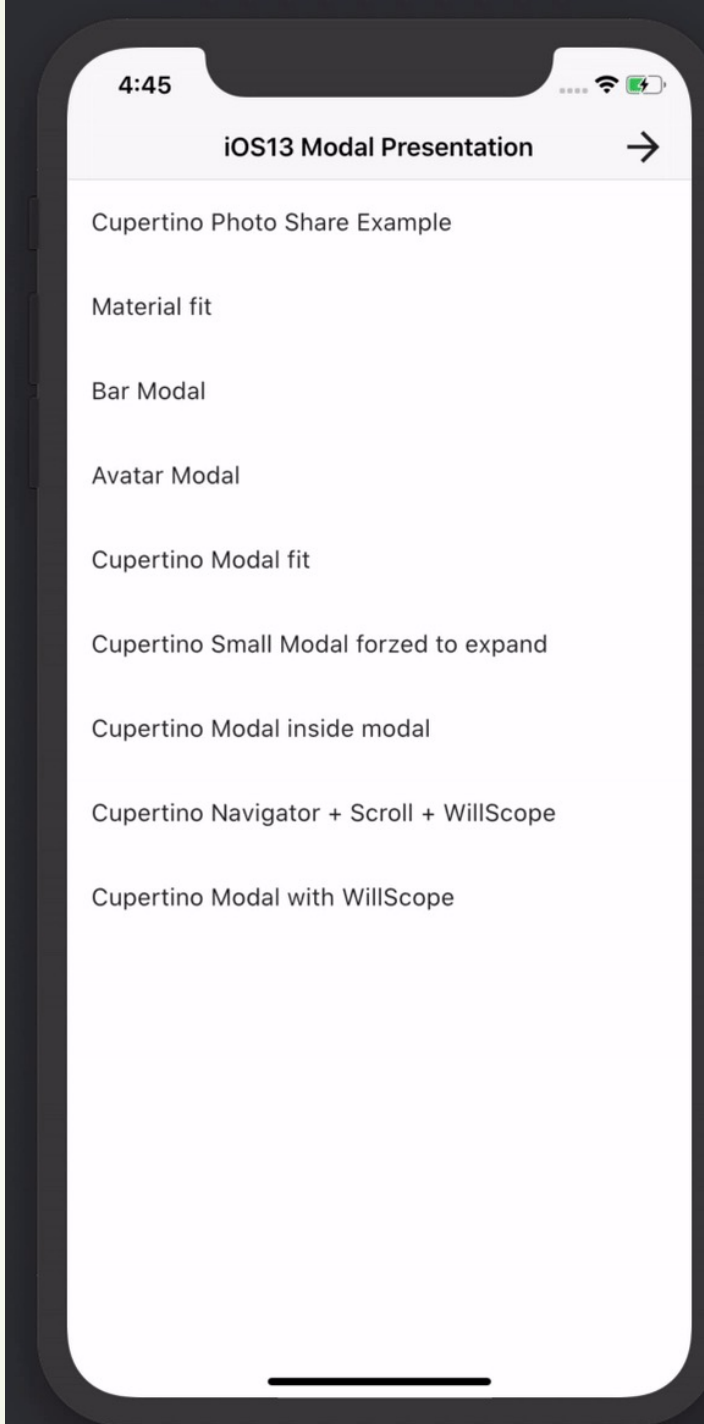 4:45
iOS13 Modal Presentation
Cupertino Photo Share Example
Material fit
Bar Modal
Avatar Modal
Cupertino Modal fit
Cupertino Small Modal forzed to expand
Cupertino Modal inside modal
Cupertino Navigator + Scroll + WillScope
Cupertino Modal with WillScope